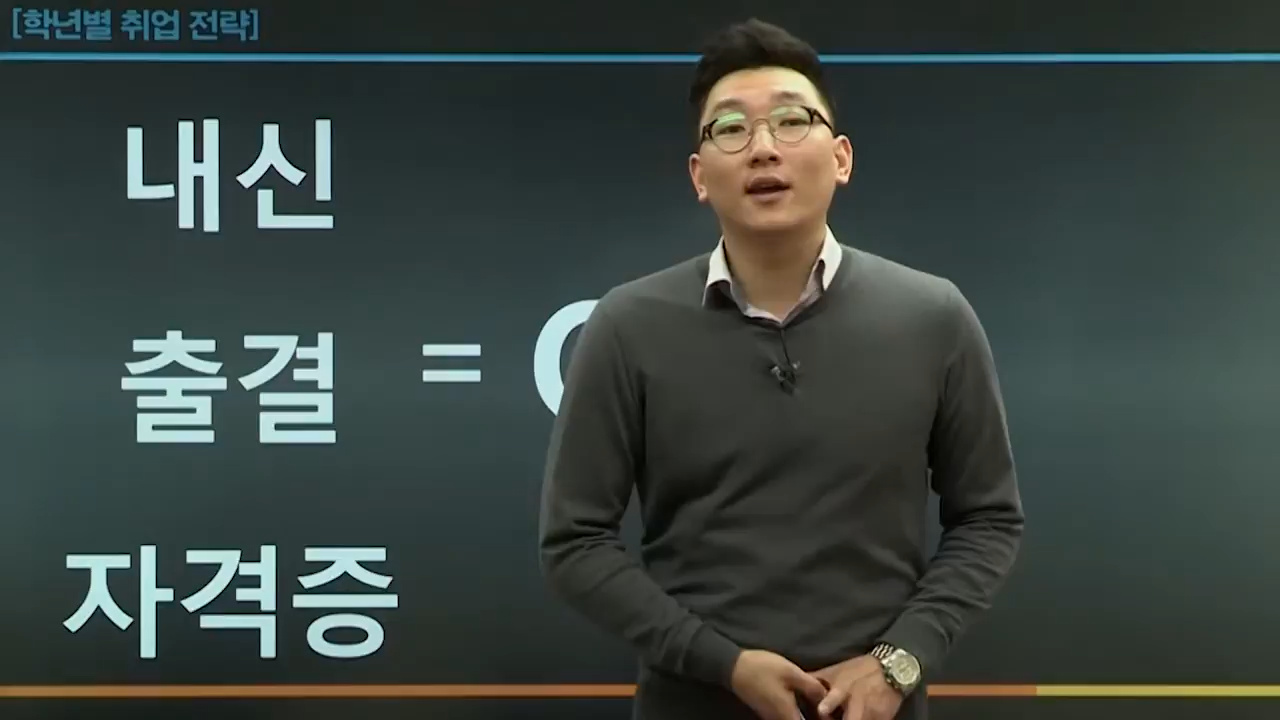 [학년별 취업 전략]
내신
출결 =
자격증